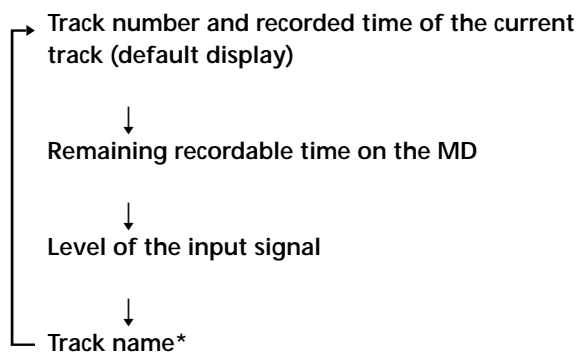 Track number and recorded time of the current
track (default display)
Remaining recordable time on the MD
Level of the input signal
Track name*